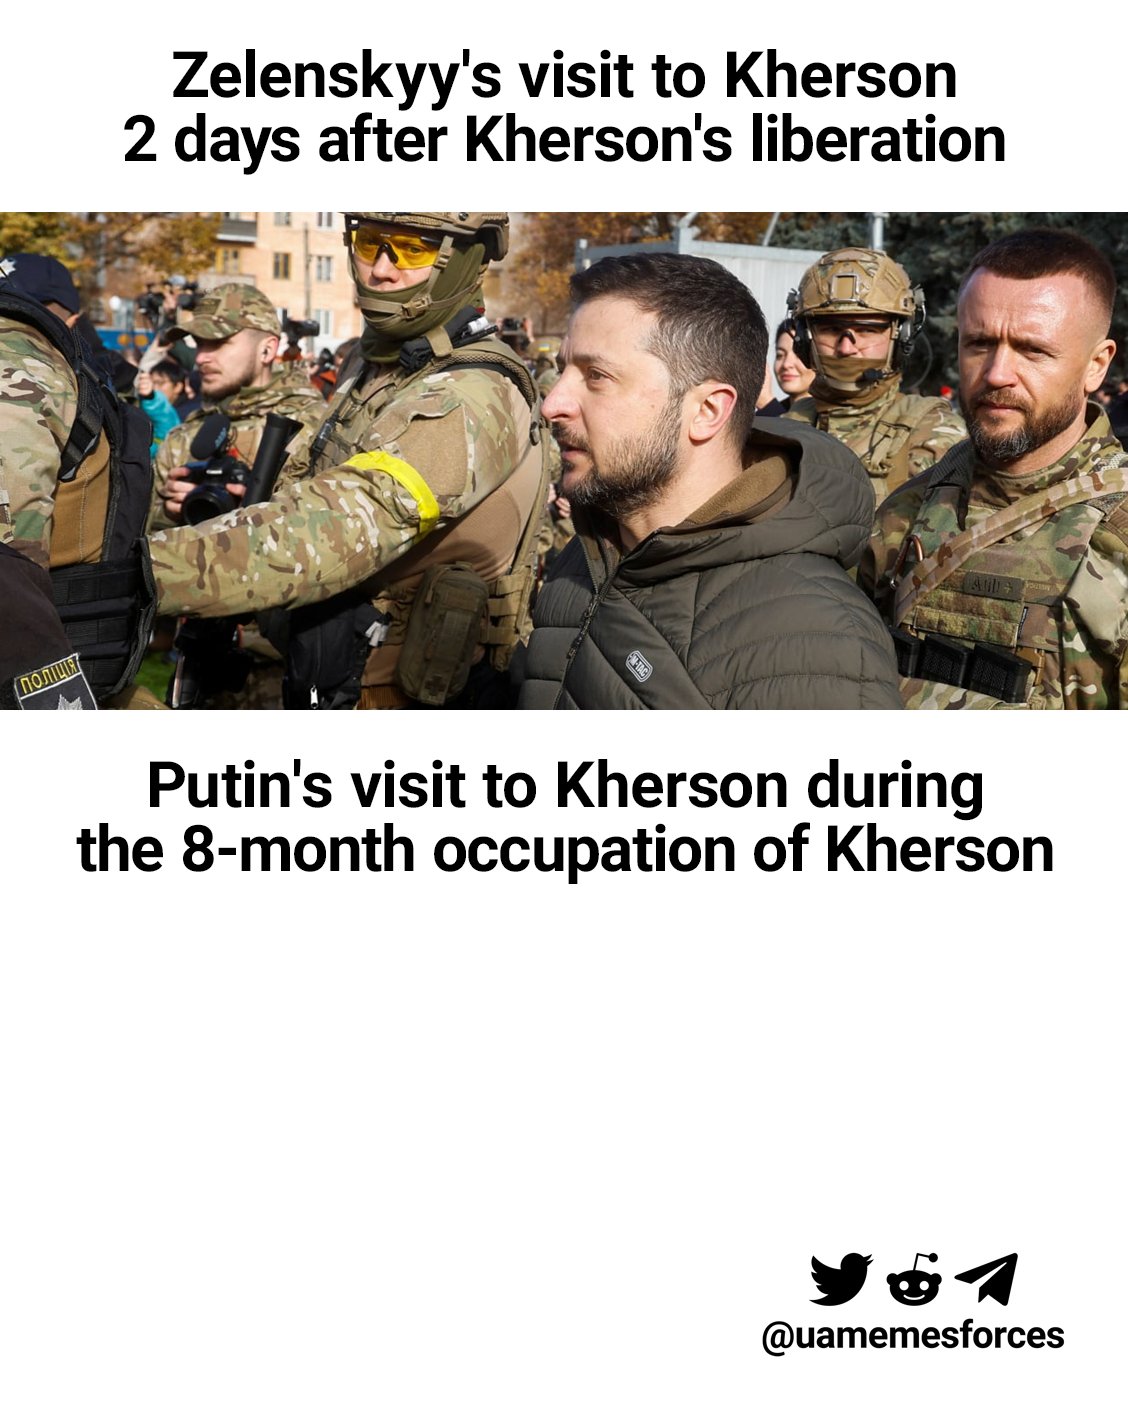 Zelenskyy's visit to Kherson
2 days after Kherson's liberation
ПОЛІЦІЯ
M-TAC
Putin's visit to Kherson during
the 8-month occupation of Kherson
@uamemesforces